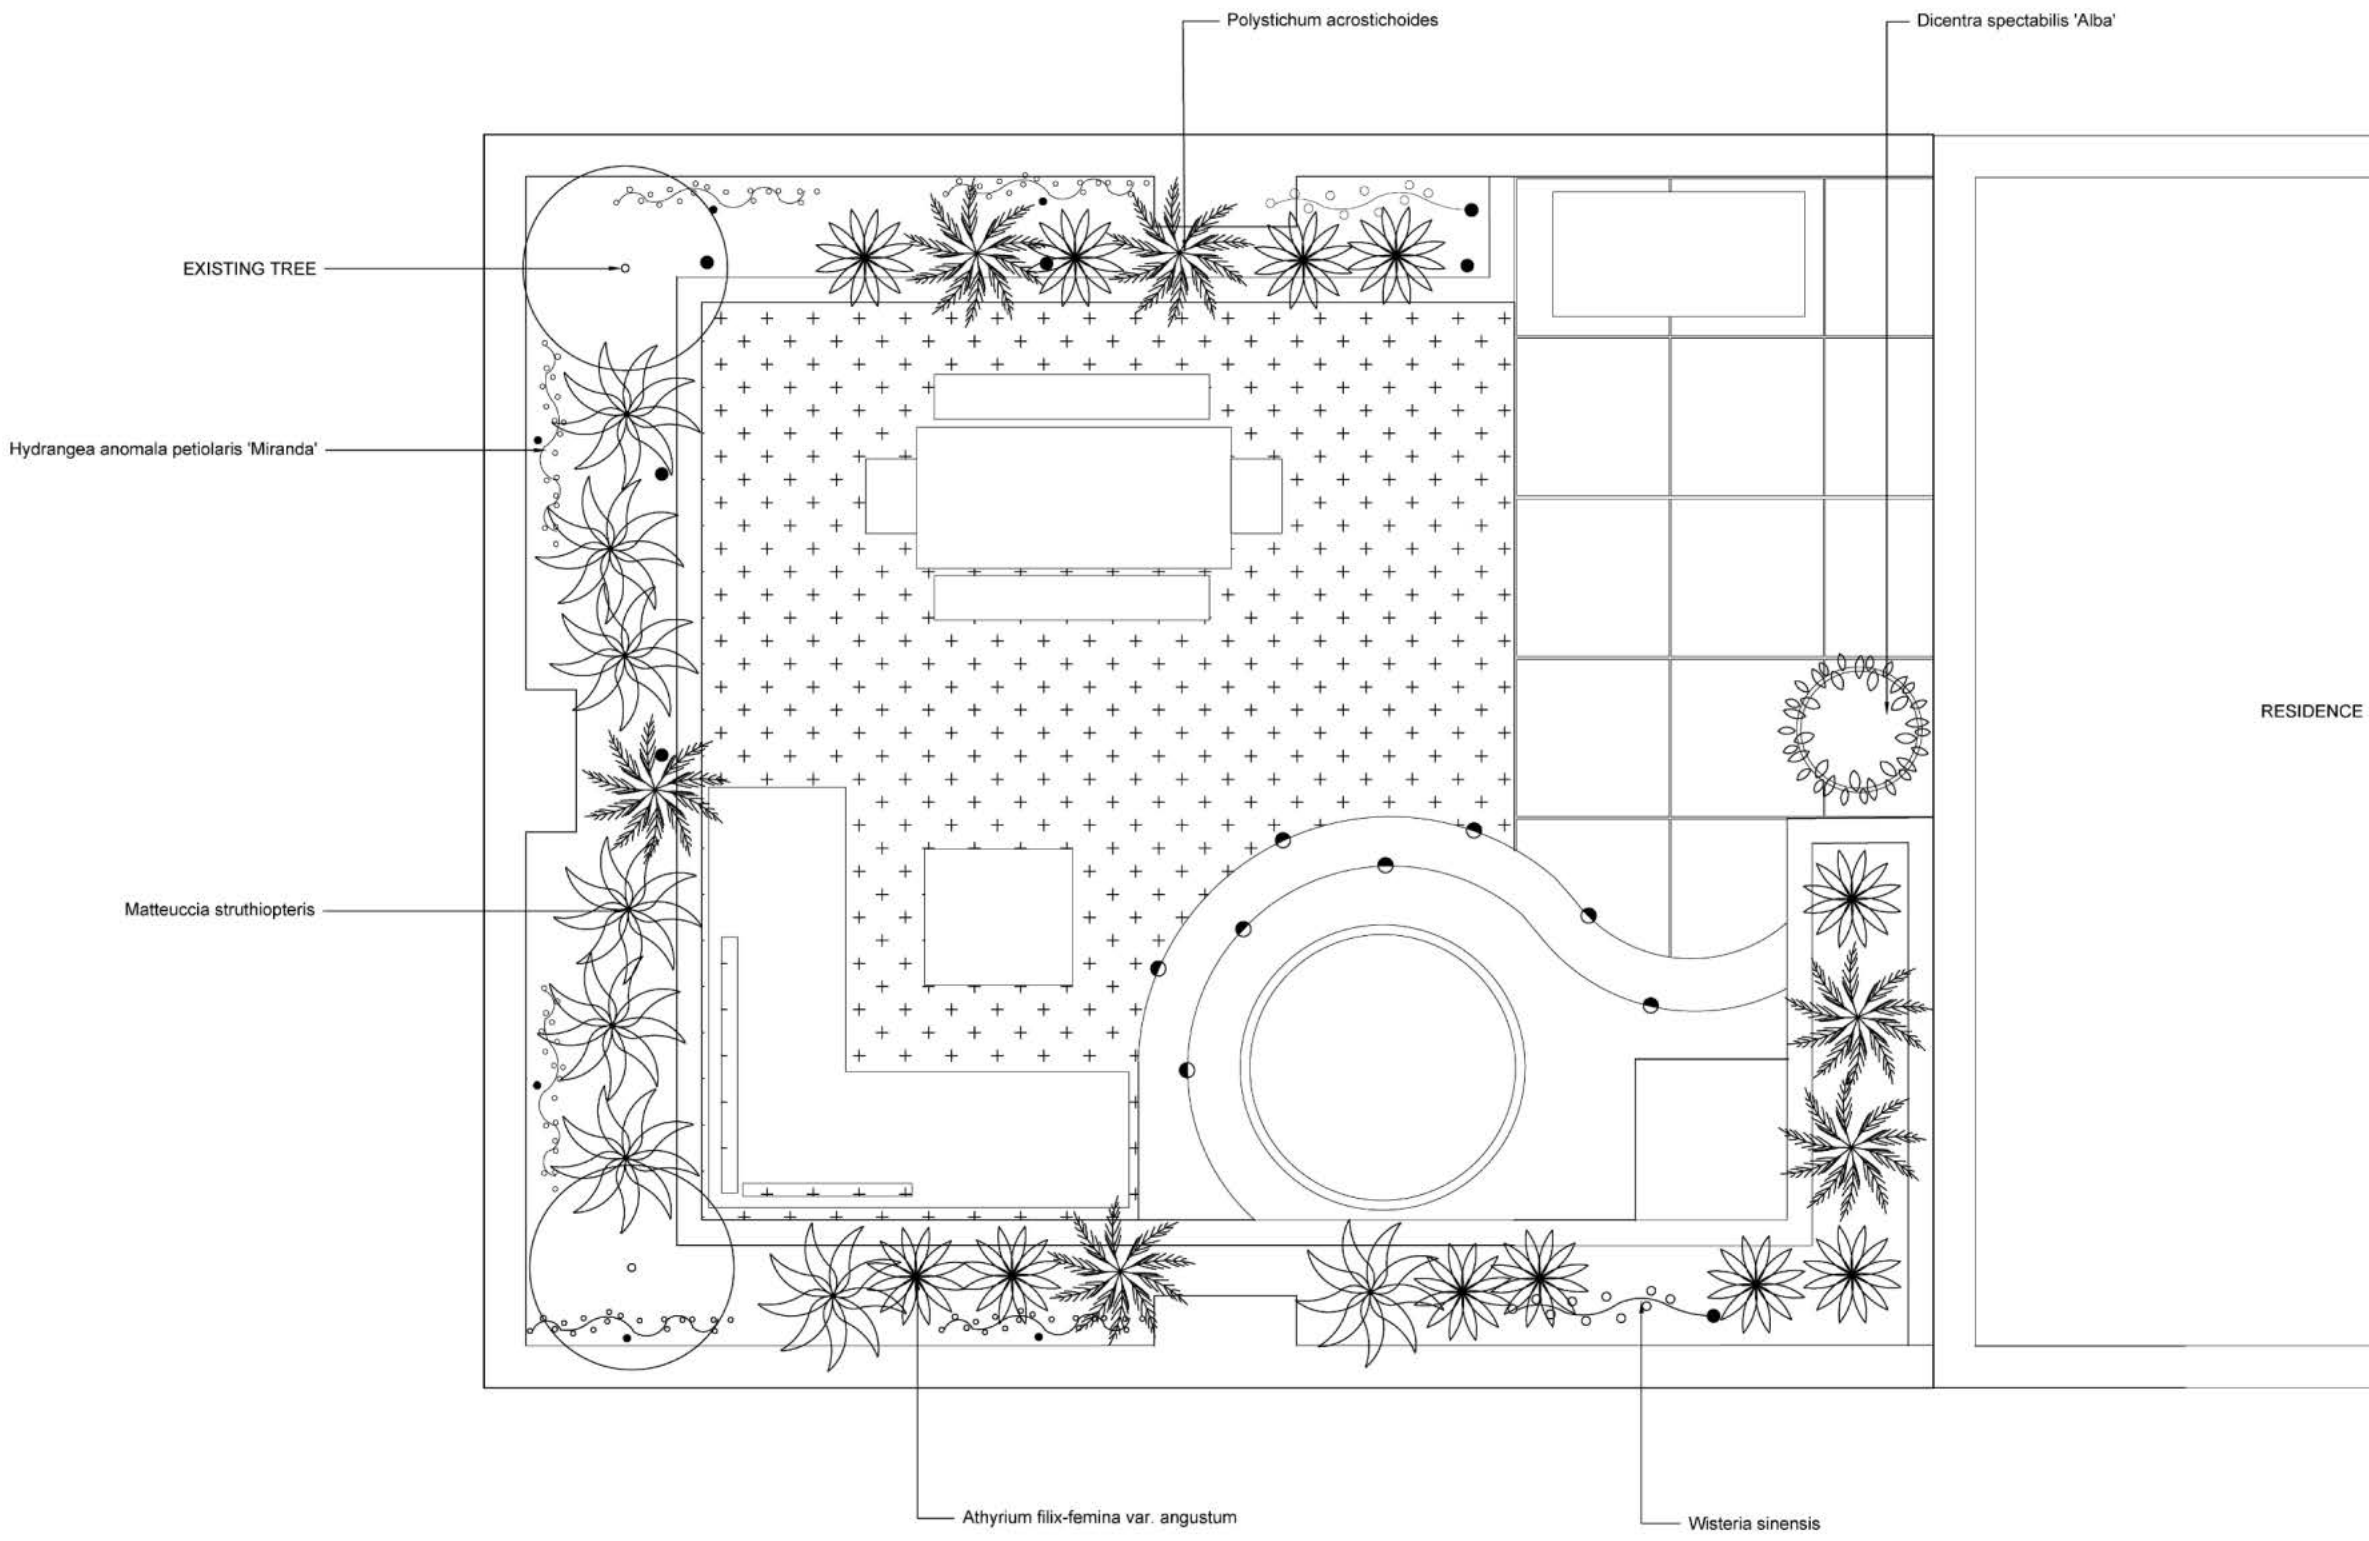 Polystichum acrostichoides
Dicentra spectabilis 'Alba'
EXISTING TREE
Hydrangea anomala petiolaris 'Miranda'
RESIDENCE
Matteuccia struthiopteris
Athyrium filix-femina var. angustum
Wisteria sinensis